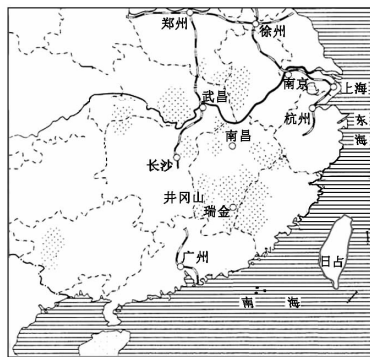 郑州
徐州
南京
上海
武昌
杭州
东
海
南昌
长沙
井冈山
瑞金
广州
日占
南 海